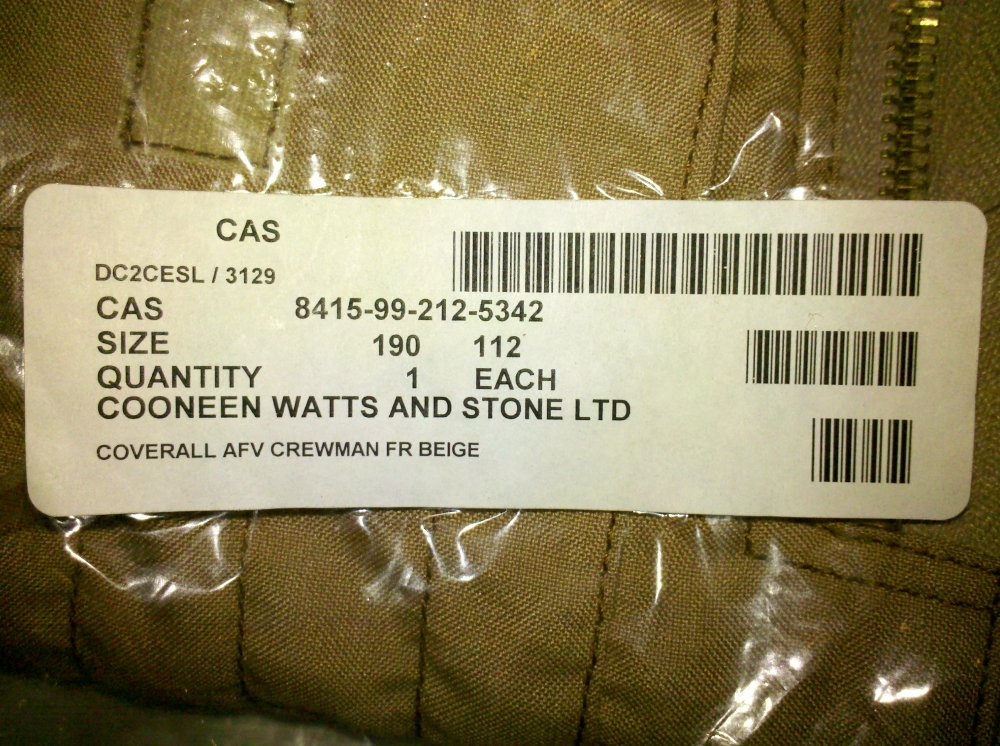 CAS
DC2CESL / 3129
CAS 8415-99-212-5342
SIZE 190 112
QUANTITY 1 EACH
COONEEN WATTS AND STONE LTD
COVERALL AFV CREWMAN FR BEIGE